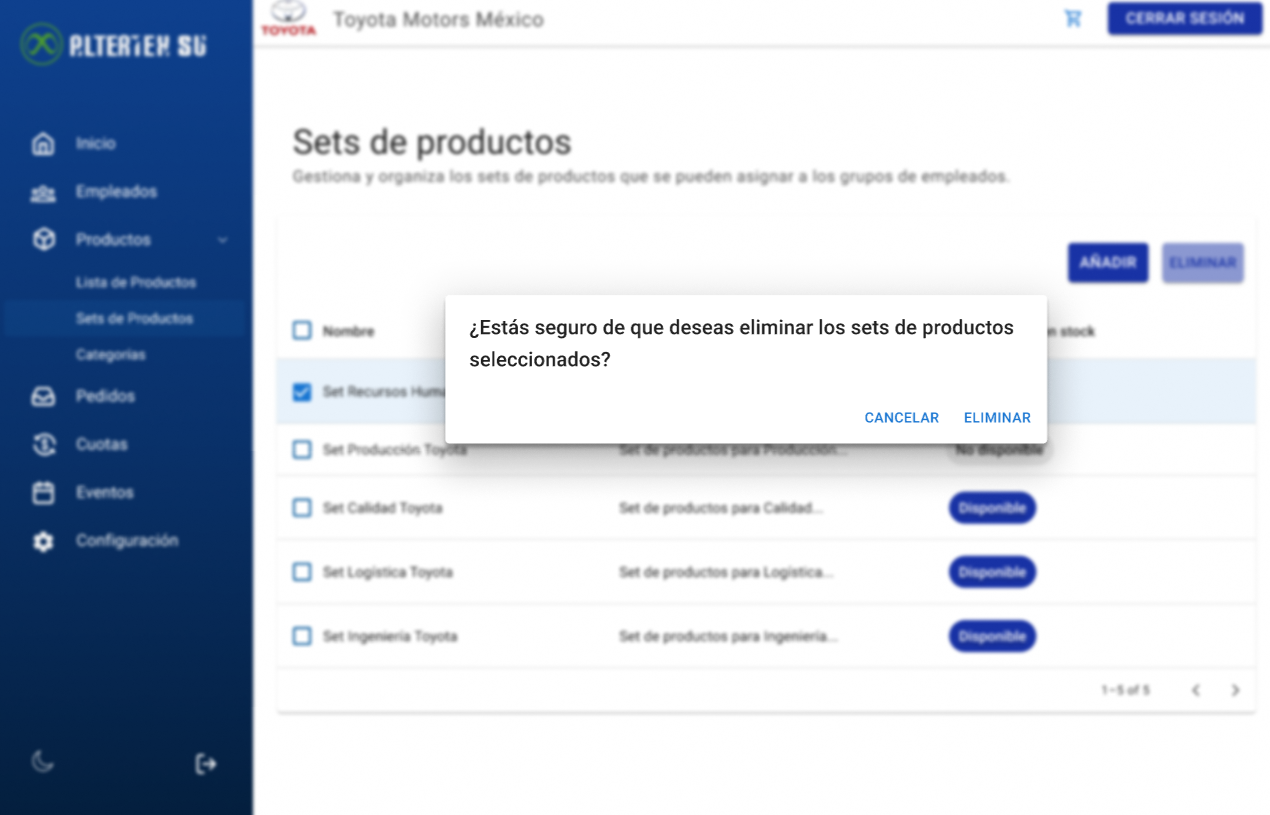 ALTERTEX SU
TOYOTA
Toyota Motors México
CERRAR SESIÓN
Inicio
Empleados
Productos
Lista de Productos
Sets de Productos
Categorías
Pedidos
Cuotas
Eventos
Configuración
Sets de productos
Gestiona y organiza los sets de productos que se pueden asignar a los grupos de empleados.
AÑADIR
ELIMINAR
Nombre
n stock
¿Estás seguro de que deseas eliminar los sets de productos
seleccionados?
CANCELAR
ELIMINAR
Set Recursos Huma
Set Producción Toyota
Set de productos para Producción...
No disponible
Set Calidad Toyota
Set de productos para Calidad...
Disponible
Set Logística Toyota
Set de productos para Logística...
Disponible
Set Ingeniería Toyota
Set de productos para Ingeniería...
Disponible
1–5 of 5